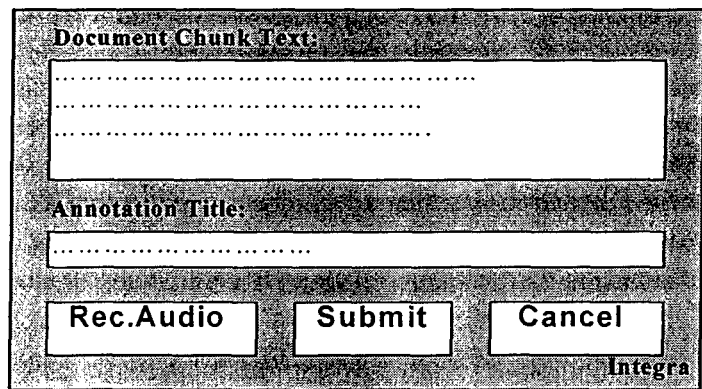 Document Chunk Text:
………………………………………
…………………………………
………………………………….
Annotation Title:
………………………
Rec.Audio Submit Cancel
Integra